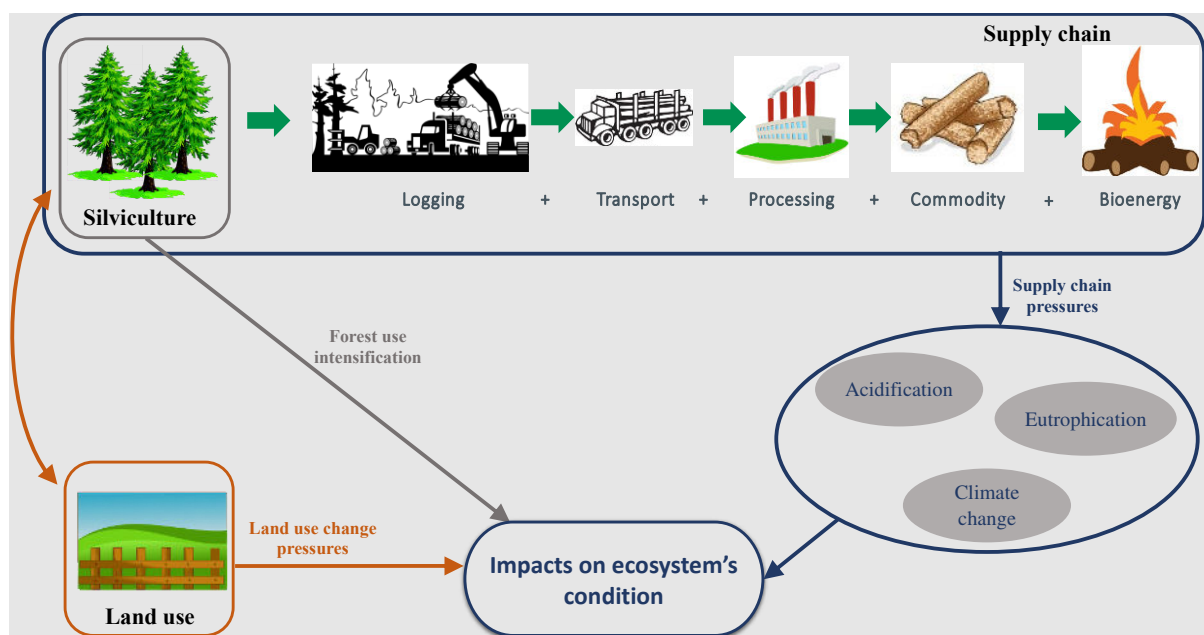 Supply chain
Silviculture
Logging + Transport + Processing + Commodity + Bioenergy
Supply chain
pressures
Forest use
intensification
Acidification
Eutrophication
Climate
change
Land use change
pressures
Impacts on ecosystem’s
condition
Land use